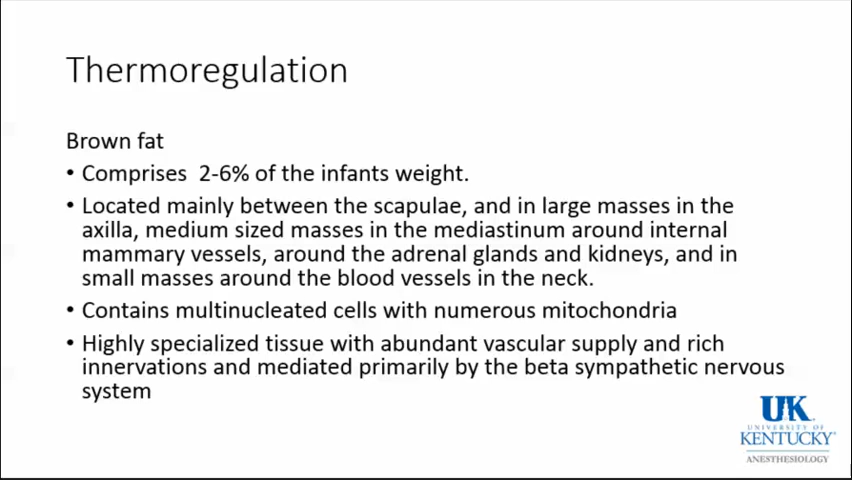 Thermoregulation
Brown fat
• Comprises  2-6% of the infants weight.
• Located mainly between the scapulae, and in large masses in the
axilla, medium sized masses in the mediastinum around internal
mammary vessels, around the adrenal glands and kidneys, and in
small masses around the blood vessels in the neck.
• Contains multinucleated cells with numerous mitochondria
• Highly specialized tissue with abundant vascular supply and rich
innervations and mediated primarily by the beta sympathetic nervous
system
UK
UNIVERSITY OF
KENTUCKY
ANESTHESIOLOGY